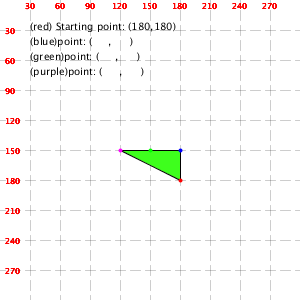 30 60 90 120 150 180 210 240 270
30
(red) Starting point: (180,180)
(blue)point: (    ,    )
(green)point: (    ,    )
(purple)point: (    ,    )
60
90
120
150
180
210
240
270